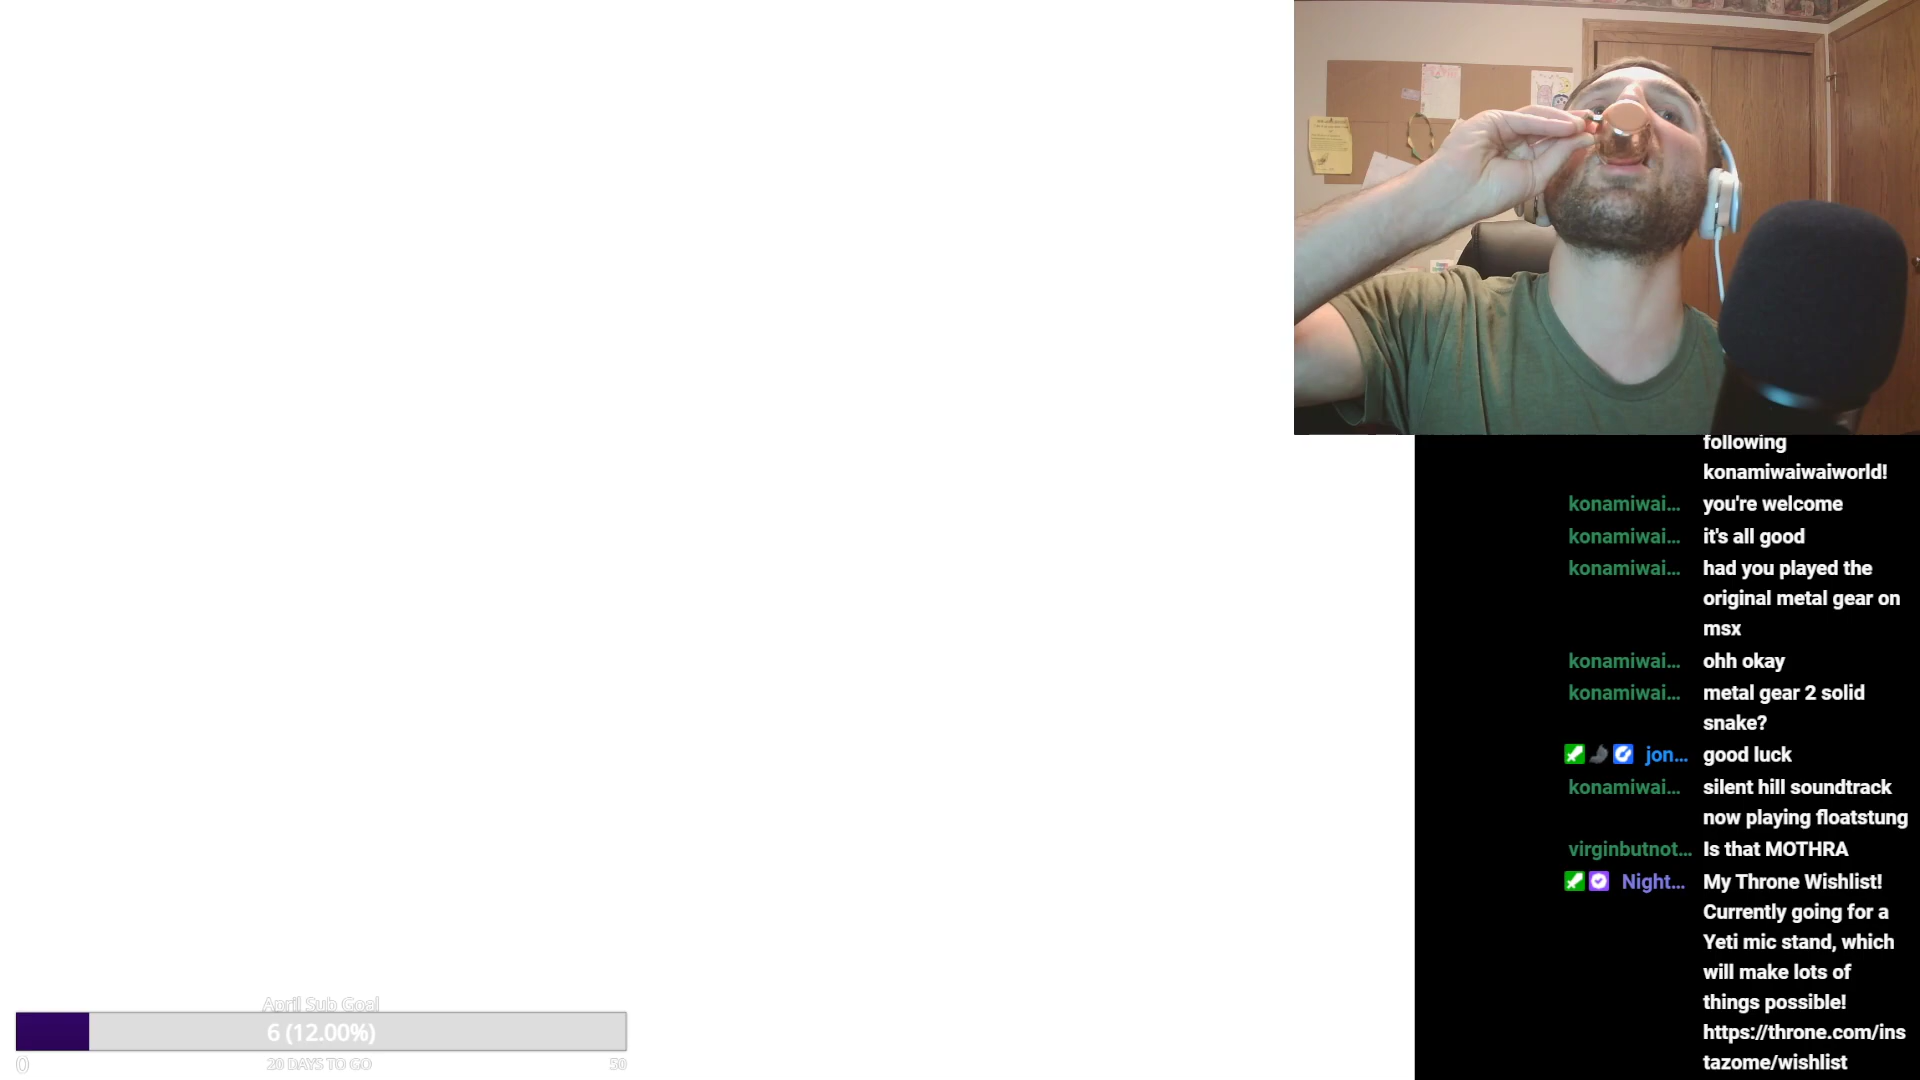 following
konamiwaiwaiworld!
konamiwai... you're welcome
konamiwai... it's all good
konamiwai... had you played the
original metal gear on
msx
konamiwai... ohh okay
konamiwai... metal gear 2 solid
snake?
jon... good luck
konamiwai... silent hill soundtrack
now playing floatstung
virginbutnot... Is that MOTHRA
Night... My Throne Wishlist!
Currently going for a
Yeti mic stand, which
will make lots of
things possible!
https://throne.com/ins
tazome/wishlist
April Sub Goal
6 (12.00%)
0 20 DAYS TO GO 50